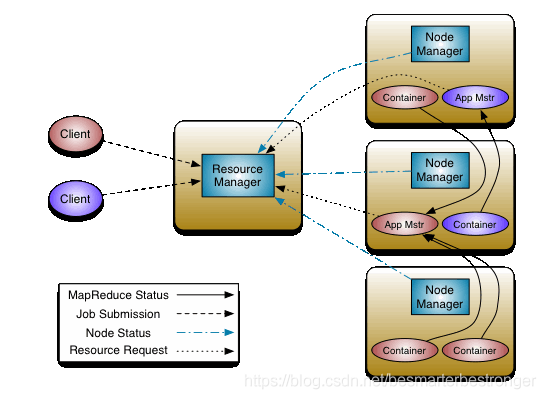 Node
Manager
Container
App Mstr
Client
Resource
Manager
Node
Manager
Client
App Mstr
Container
Node
Manager
MapReduce Status
Job Submission
Node Status
Resource Request
Container
Container
https://blog.csdn.net/besmarterbestronger